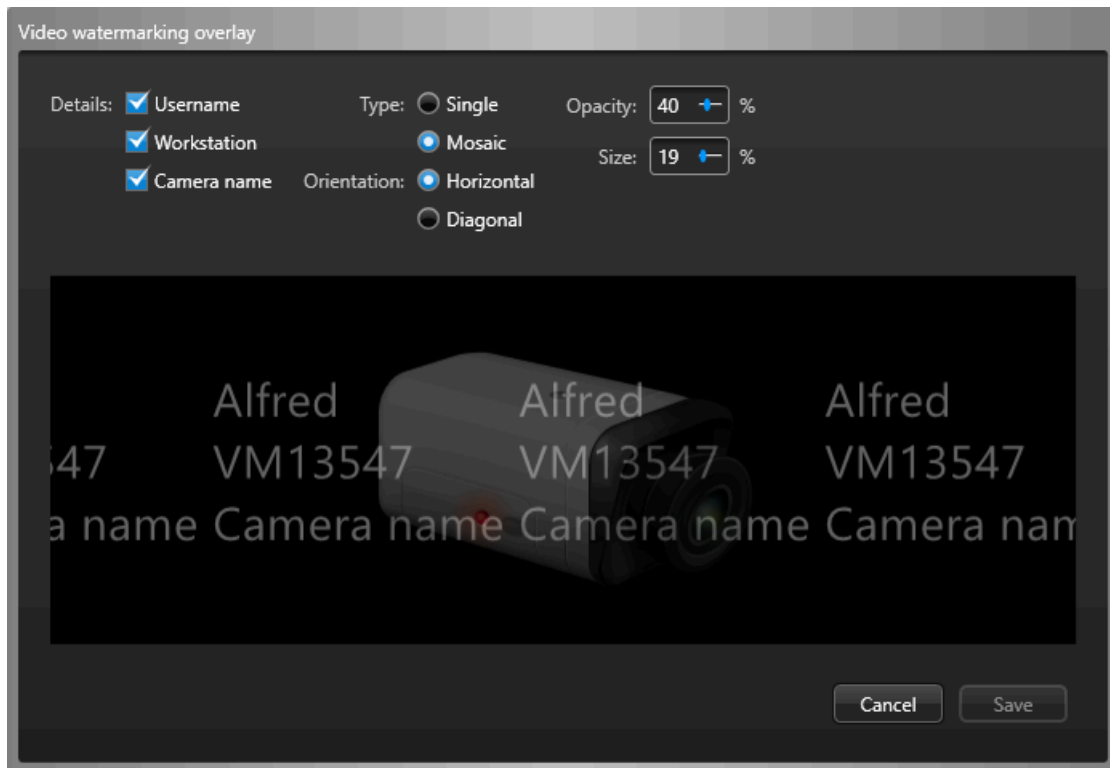 Video watermarking overlay
Details: Username Type: Single Opacity: 40 %
Workstation Mosaic Size: 19 %
Camera name Orientation: Horizontal
Diagonal
Alfred Alfred Alfred
547 VM13547 VM13547 VM13547
a name Camera name Camera name Camera nam
Cancel Save